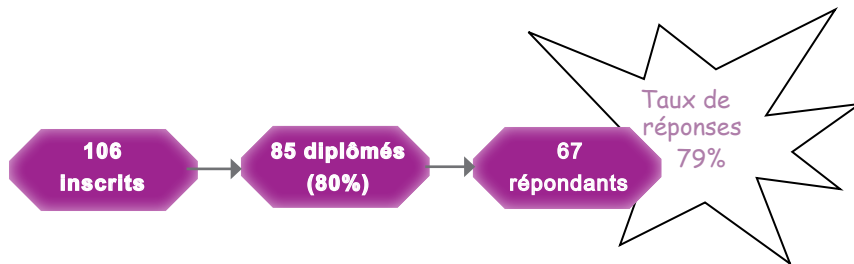 106
inscrits
85 diplômés
(80%)
67
répondants
Taux de
réponses
79%